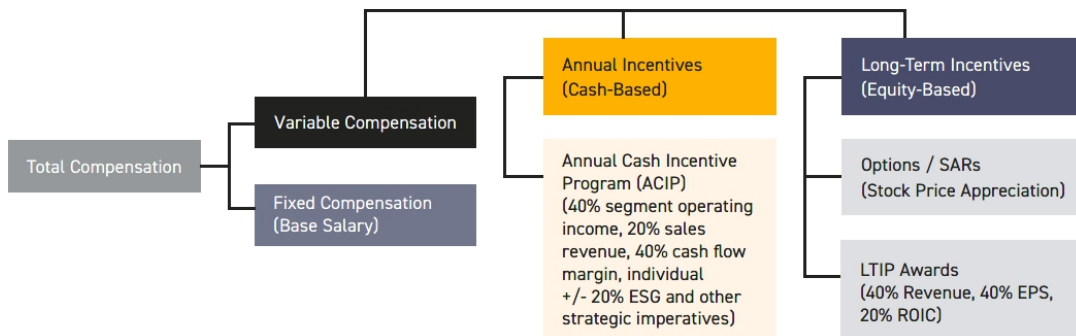 Total Compensation
Variable Compensation
Fixed Compensation
(Base Salary)
Annual Incentives
(Cash-Based)
Annual Cash Incentive
Program (ACIP)
(40% segment operating
income, 20% sales
revenue, 40% cash flow
margin, individual
+/- 20% ESG and other
strategic imperatives)
Long-Term Incentives
(Equity-Based)
Options / SARs
(Stock Price Appreciation)
LTIP Awards
(40% Revenue, 40% EPS,
20% ROIC)